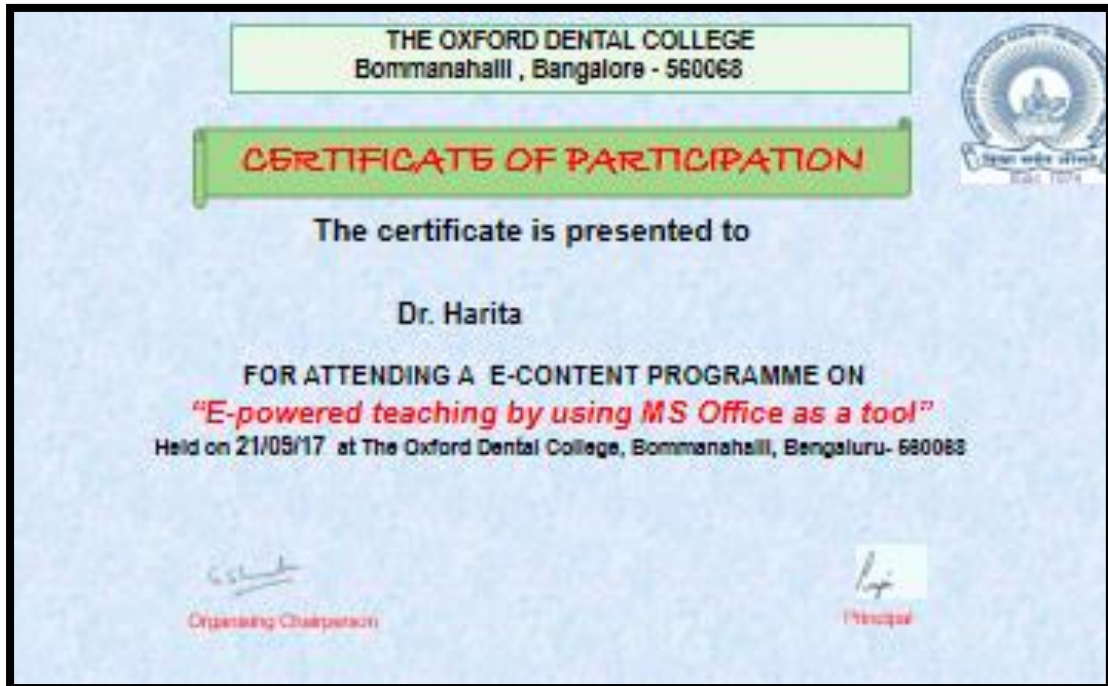 THE OXFORD DENTAL COLLEGE
Bommanahalli , Bangalore - 560068
CERTIFICATE OF PARTICIPATION
The certificate is presented to
Dr. Harita
FOR ATTENDING A E-CONTENT PROGRAMME ON
“E-powered teaching by using MS Office as a tool”
Held on 21/09/17 at The Oxford Dental College, Bommanahalli, Bengaluru- 560068
Organising Chairperson
Principal